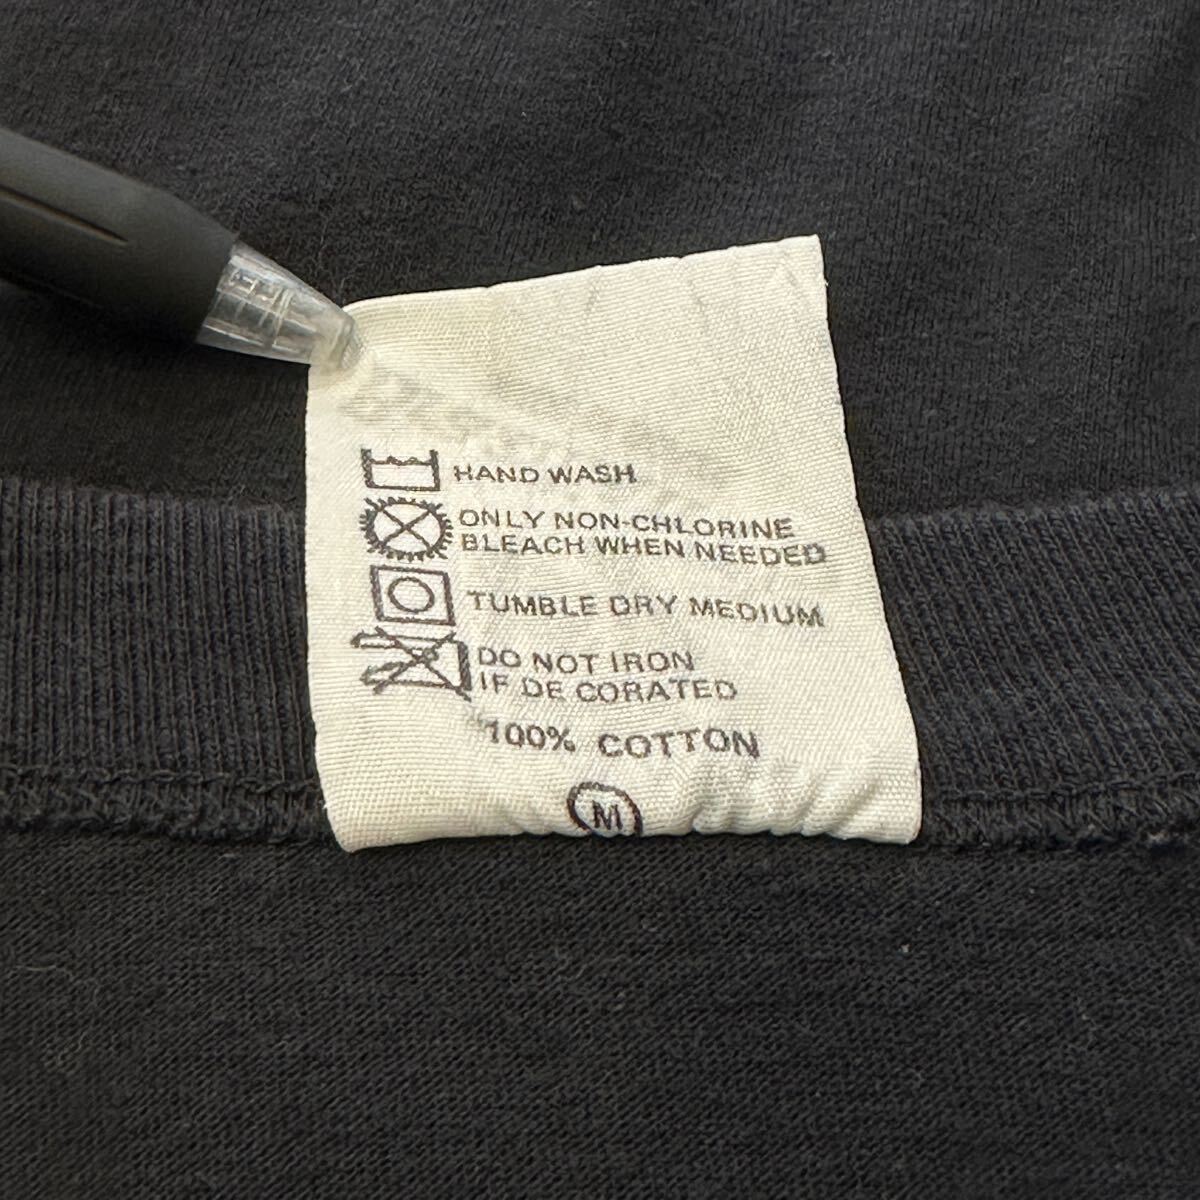 HAND WASH
ONLY NON-CHLORINE
BLEACH WHEN NEEDED
TUMBLE DRY MEDIUM
DO NOT IRON
IF DE CORATED
100% COTTON
M